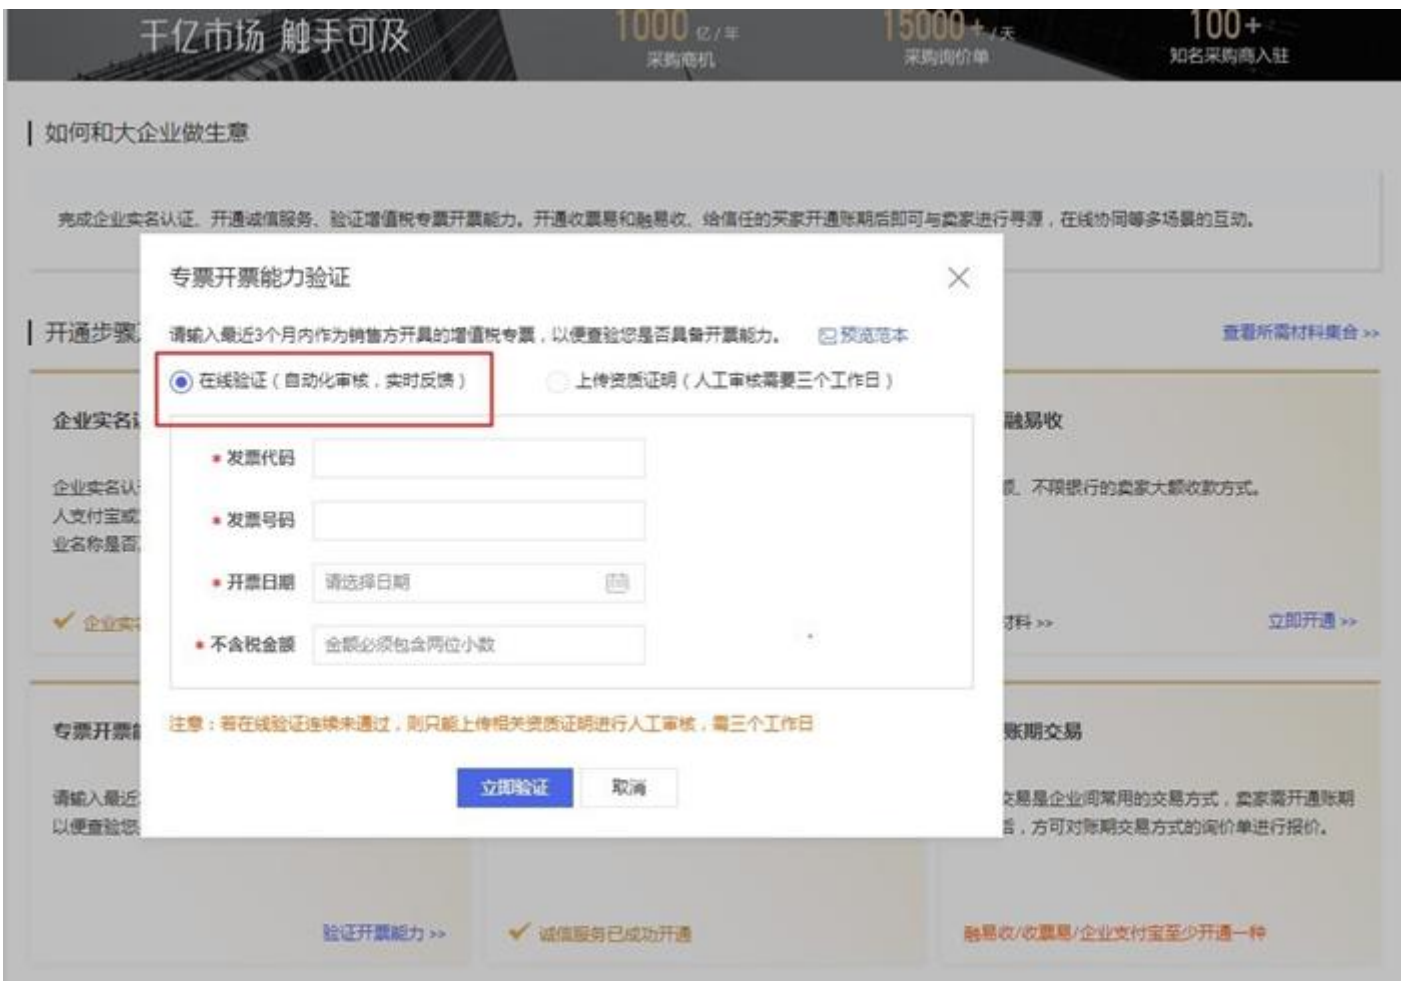 千亿市场 触手可及
1000 亿/年
采购商机
15000+ /天
采购询价单
100+
知名采购商入驻
如何和大企业做生意
完成企业实名认证、开通诚信服务、验证增值税专票开票能力。开通收票易和融易收、给信任的买家开通账期后即可与卖家进行寻源，在线协同等多场景的互动。
专票开票能力验证
开通步骤
请输入最近3个月内作为销售方开具的增值税专票，以便查验您是否具备开票能力。 预览范本
查看所需材料集合 >>
在线验证（自动化审核，实时反馈） 上传资质证明（人工审核需要三个工作日）
企业实名认
融易收
* 发票代码
企业实名认
、不限银行的卖家大额收款方式。
人支付宝或
* 发票号码
业名称是否
* 开票日期 请选择日期
企业实名
材料 >> 立即开通 >>
* 不含税金额 金额必须包含两位小数
注意：若在线验证连续未通过，则只能上传相关资质证明进行人工审核，需三个工作日
专票开票能
账期交易
立即验证 取消
请输入最近
交易是企业间常用的交易方式，卖家需开通账期
以便查验您
后，方可对账期交易方式的询价单进行报价。
验证开票能力 >>
诚信服务已成功开通
融易收/收票易/企业支付宝至少开通一种